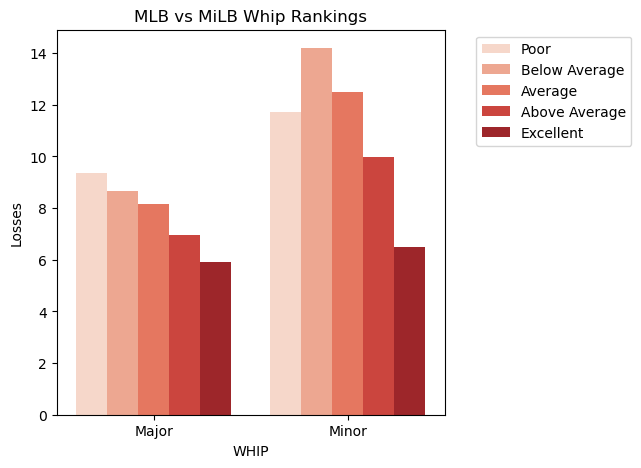 MLB vs MiLB Whip Rankings
Losses
14
12
10
8
6
4
2
0
Major
Minor
WHIP
Poor
Below Average
Average
Above Average
Excellent